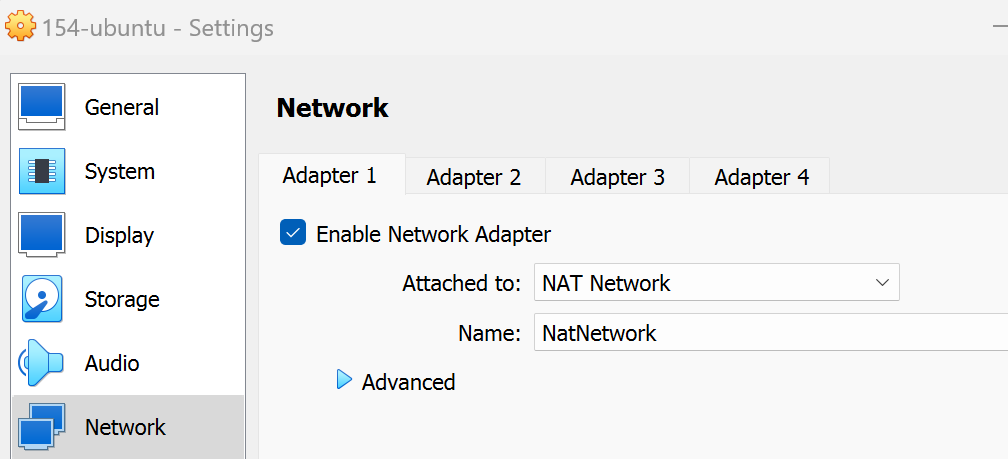 154-ubuntu - Settings
General
System
Display
Storage
Audio
Network
Network
Adapter 1 Adapter 2 Adapter 3 Adapter 4
Enable Network Adapter
Attached to: NAT Network
Name: NatNetwork
Advanced